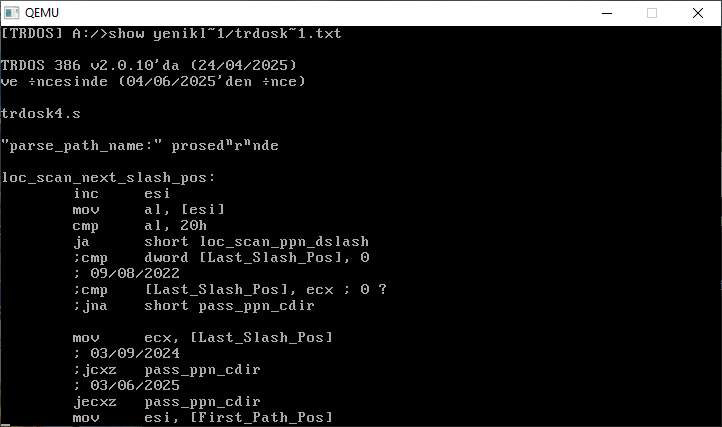 QEMU
[TRDOS] A:/>show yenikl~1/trdosk~1.txt
TRDOS 386 v2.0.10'da (24/04/2025)
ve ÷ncesinde (04/06/2025'den ÷nce)
trdosk4.s
"parse_path_name:" prosedⁿrⁿnde
loc_scan_next_slash_pos:
inc esi
mov al, [esi]
cmp al, 20h
ja short loc_scan_ppn_dslash
;cmp dword [Last_Slash_Pos], 0
; 09/08/2022
;cmp [Last_Slash_Pos], ecx ; 0 ?
;jna short pass_ppn_cdir
mov ecx, [Last_Slash_Pos]
; 03/09/2024
;jcxz pass_ppn_cdir
; 03/06/2025
jecxz pass_ppn_cdir
mov esi, [First_Path_Pos]